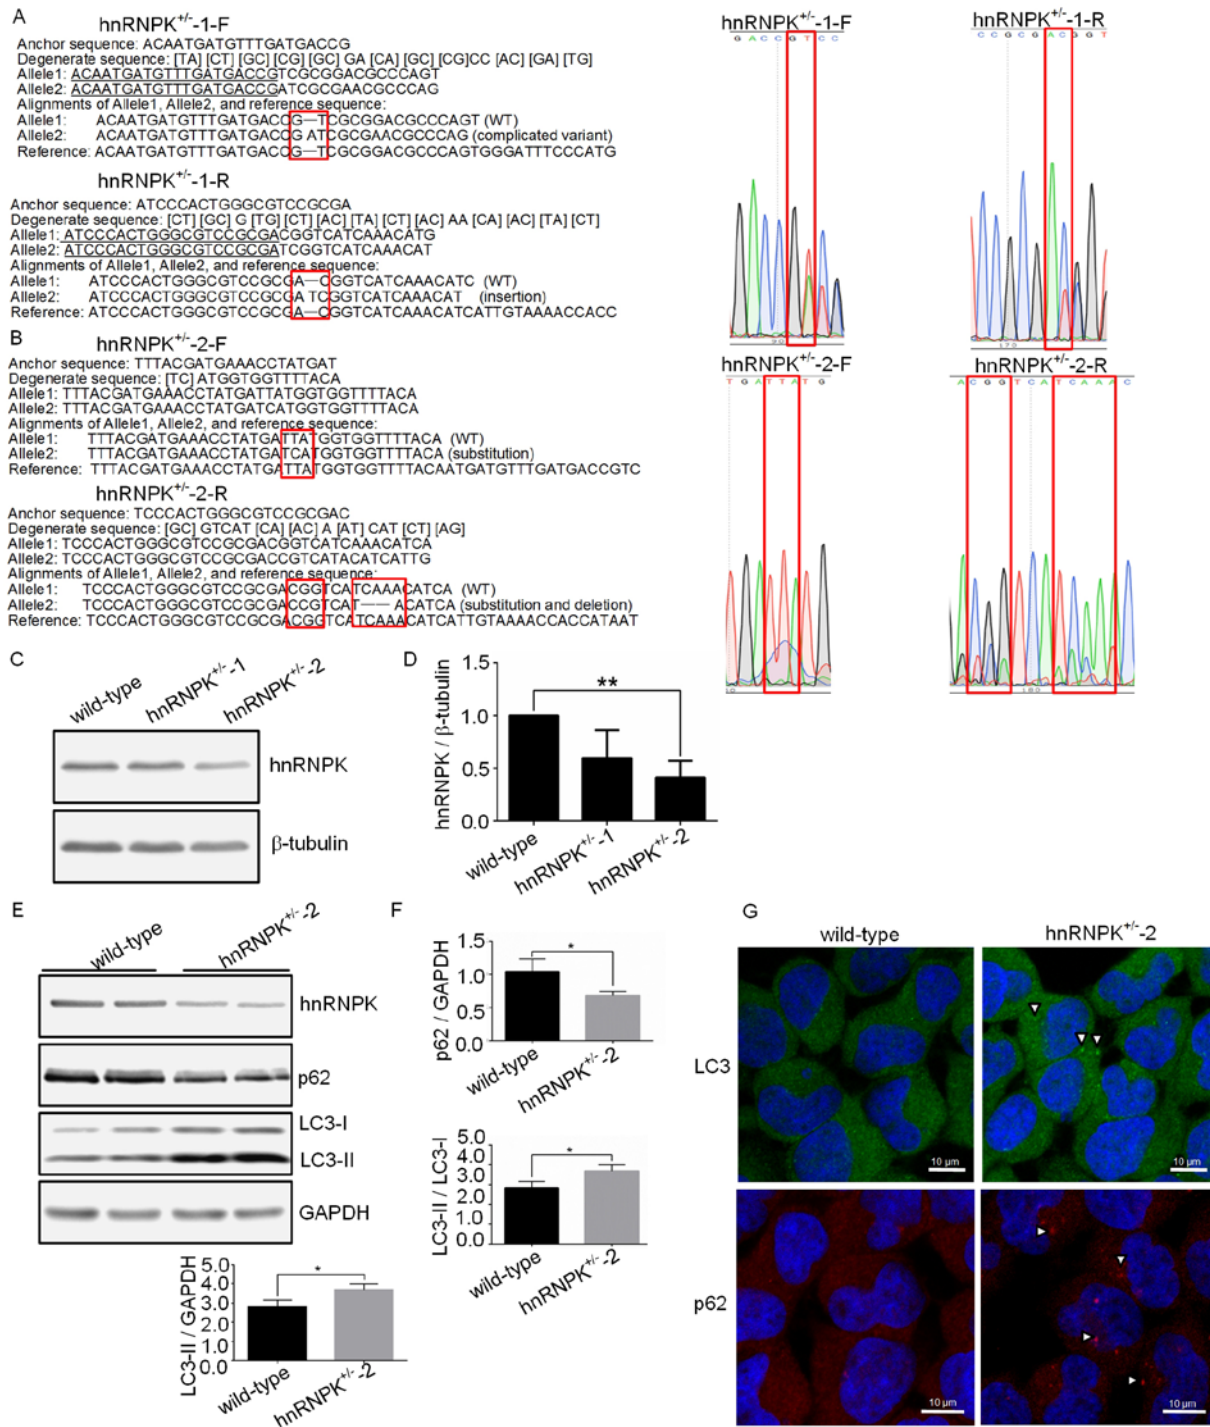 A
hnRNPK+/--1-F
Anchor sequence: ACAATGATGTTTGATGACCG
Degenerate sequence: [TA] [CT] [GC] [CG] [GC] GA [CA] [GC] [CG]CC [AC] [GA] [TG]
Allele1: ACAATGATGTTTGATGACCGTCGCGGACGCCCAGT
Allele2: ACAATGATGTTTGATGACCGATCGCGAACGCCCAG
Alignments of Allele1, Allele2, and reference sequence:
Allele1: ACAATGATGTTTGATGACCG—TCGCGGACGCCCAGT (WT)
Allele2: ACAATGATGTTTGATGACCG ATCGCGAACGCCCAG (complicated variant)
Reference: ACAATGATGTTTGATGACCG—TCGCGGACGCCCAGTGGGATTTCCCATG
hnRNPK+/--1-R
Anchor sequence: ATCCCACTGGGCGTCCGCGA
Degenerate sequence: [CT] [GC] G [TG] [CT] [AC] [TA] [CT] [AC] AA [CA] [AC] [TA] [CT]
Allele1: ATCCCACTGGGCGTCCGCGACGGTCATCAAACATG
Allele2: ATCCCACTGGGCGTCCGCGATCGGTCATCAAACAT
Alignments of Allele1, Allele2, and reference sequence:
Allele1: ATCCCACTGGGCGTCCGCGA—CGGTCATCAAACATC (WT)
Allele2: ATCCCACTGGGCGTCCGCGA TCGGTCATCAAACAT (insertion)
Reference: ATCCCACTGGGCGTCCGCGA—CGGTCATCAAACATCATTGTAAAACCACC
hnRNPK+/--1-F
G A C C G T C C
hnRNPK+/--1-R
C C G C G A C G G T
170
B
hnRNPK+/--2-F
Anchor sequence: TTTACGATGAAACCTATGAT
Degenerate sequence: [TC] ATGGTGGTTTTACA
Allele1: TTTACGATGAAACCTATGATTATGGTGGTTTTACA
Allele2: TTTACGATGAAACCTATGATCATGGTGGTTTTACA
Alignments of Allele1, Allele2, and reference sequence:
Allele1: TTTACGATGAAACCTATGATTATGGTGGTTTTACA (WT)
Allele2: TTTACGATGAAACCTATGATCATGGTGGTTTTACA (substitution)
Reference: TTTACGATGAAACCTATGATTATGGTGGTTTTACAATGATGTTTGATGACCGTC
hnRNPK+/--2-R
Anchor sequence: TCCCACTGGGCGTCCGCGAC
Degenerate sequence: [GC] GTCAT [CA] [AC] A [AT] CAT [CT] [AG]
Allele1: TCCCACTGGGCGTCCGCGACGGTCATCAAACATCA
Allele2: TCCCACTGGGCGTCCGCGACCGTCATACATCATTG
Alignments of Allele1, Allele2, and reference sequence:
Allele1: TCCCACTGGGCGTCCGCGACGGTCATCAAACATCA (WT)
Allele2: TCCCACTGGGCGTCCGCGACCGTCAT——ACATCA (substitution and deletion)
Reference: TCCCACTGGGCGTCCGCGACGGTCATCAAACATCATTGTAAAACCACCATAAT
hnRNPK+/--2-F
T G A T T A T G
hnRNPK+/--2-R
A C G G T C A T C A A A C
180
C
wild-type
hnRNPK+/--1
hnRNPK+/--2
hnRNPK
β-tubulin
D
hnRNPK / β-tubulin
1.5
1.0
0.5
0.0
**
wild-type
hnRNPK+/--1
hnRNPK+/--2
E
wild-type
hnRNPK+/--2
hnRNPK
p62
LC3-I
LC3-II
GAPDH
LC3-II / GAPDH
5.0
4.0
3.0
2.0
1.0
0.0
*
wild-type
hnRNPK+/--2
F
p62 / GAPDH
1.5
1.0
0.5
0.0
*
wild-type
hnRNPK+/--2
LC3-II / LC3-I
5.0
4.0
3.0
2.0
1.0
0.0
*
wild-type
hnRNPK+/--2
G
wild-type
hnRNPK+/--2
LC3
10 µm
10 µm
p62
10 µm
10 µm